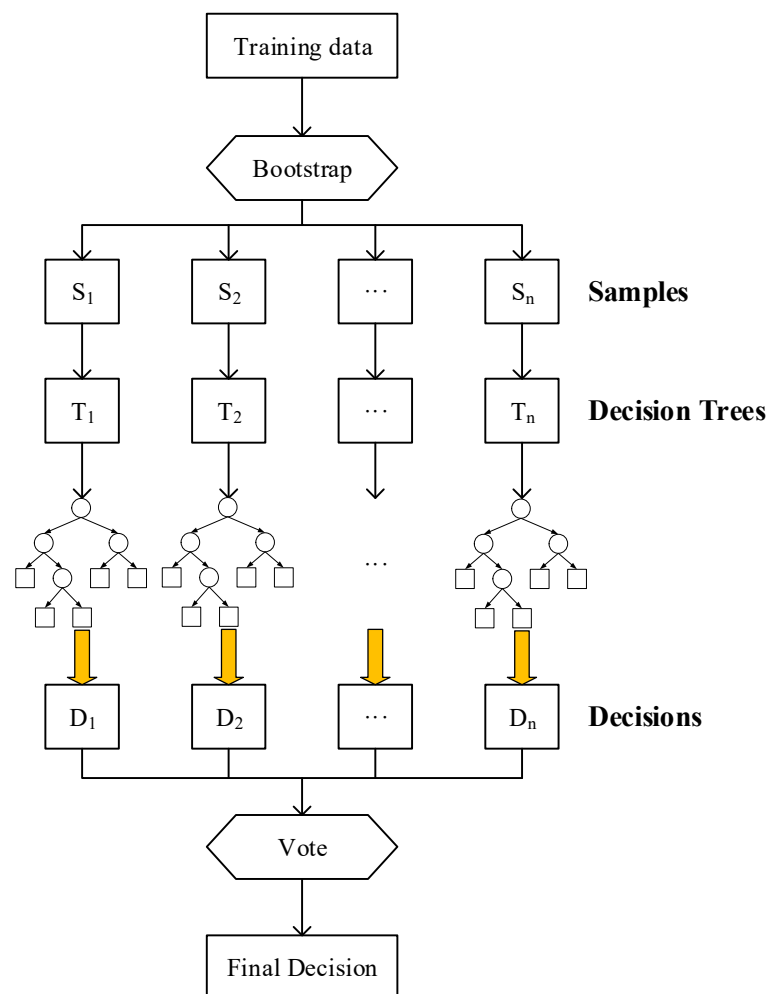 Training data
Bootstrap
S₁ S₂ ··· Sₙ Samples
T₁ T₂ ··· Tₙ Decision Trees
···
D₁ D₂ ··· Dₙ Decisions
Vote
Final Decision